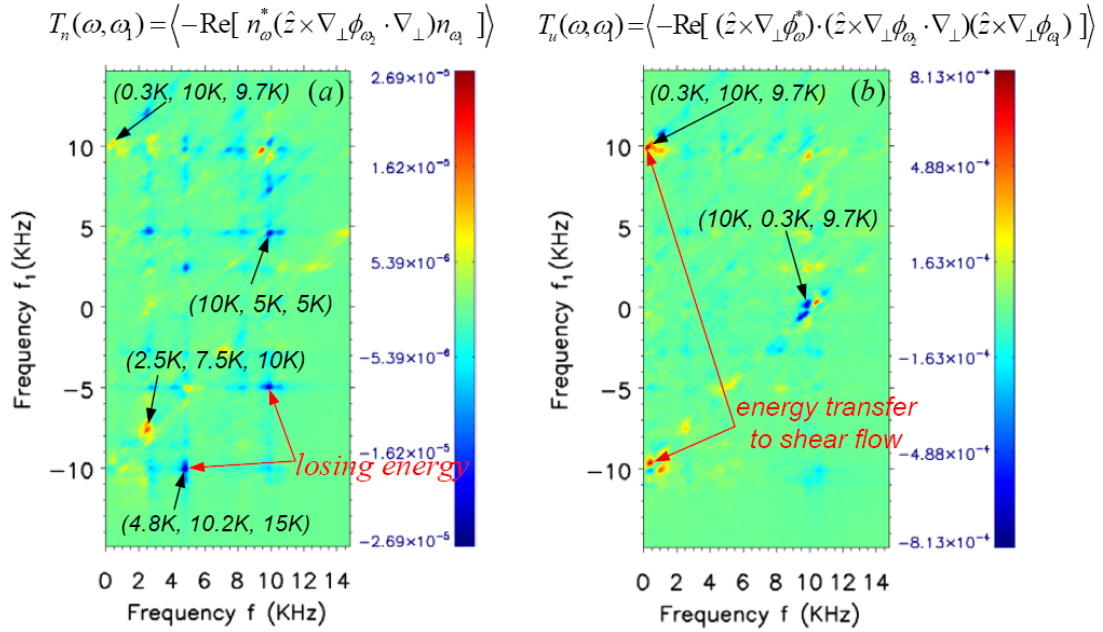 Tₙ(ω,ω₁) = ⟨−Re[ n*_ω (ẑ×∇⊥ϕ_ω₂ · ∇⊥)n_ω₁ ]⟩
Tᵤ(ω,ω₁) = ⟨−Re[ (ẑ×∇⊥ϕ*_ω)·(ẑ×∇⊥ϕ_ω₂ · ∇⊥)(ẑ×∇⊥ϕ_ω₁) ]⟩
(a)
(0.3K, 10K, 9.7K)
(10K, 5K, 5K)
(2.5K, 7.5K, 10K)
losing energy
(4.8K, 10.2K, 15K)
Frequency f₁(KHz)
10
5
0
−5
−10
0 2 4 6 8 10 12 14
Frequency f (KHz)
2.69×10⁻⁵
1.62×10⁻⁵
5.39×10⁻⁶
−5.39×10⁻⁶
−1.62×10⁻⁵
−2.69×10⁻⁵
(b)
(0.3K, 10K, 9.7K)
(10K, 0.3K, 9.7K)
energy transfer
to shear flow
Frequency f₁(KHz)
10
5
0
−5
−10
0 2 4 6 8 10 12 14
Frequency f (KHz)
8.13×10⁻⁴
4.88×10⁻⁴
1.63×10⁻⁴
−1.63×10⁻⁴
−4.88×10⁻⁴
−8.13×10⁻⁴